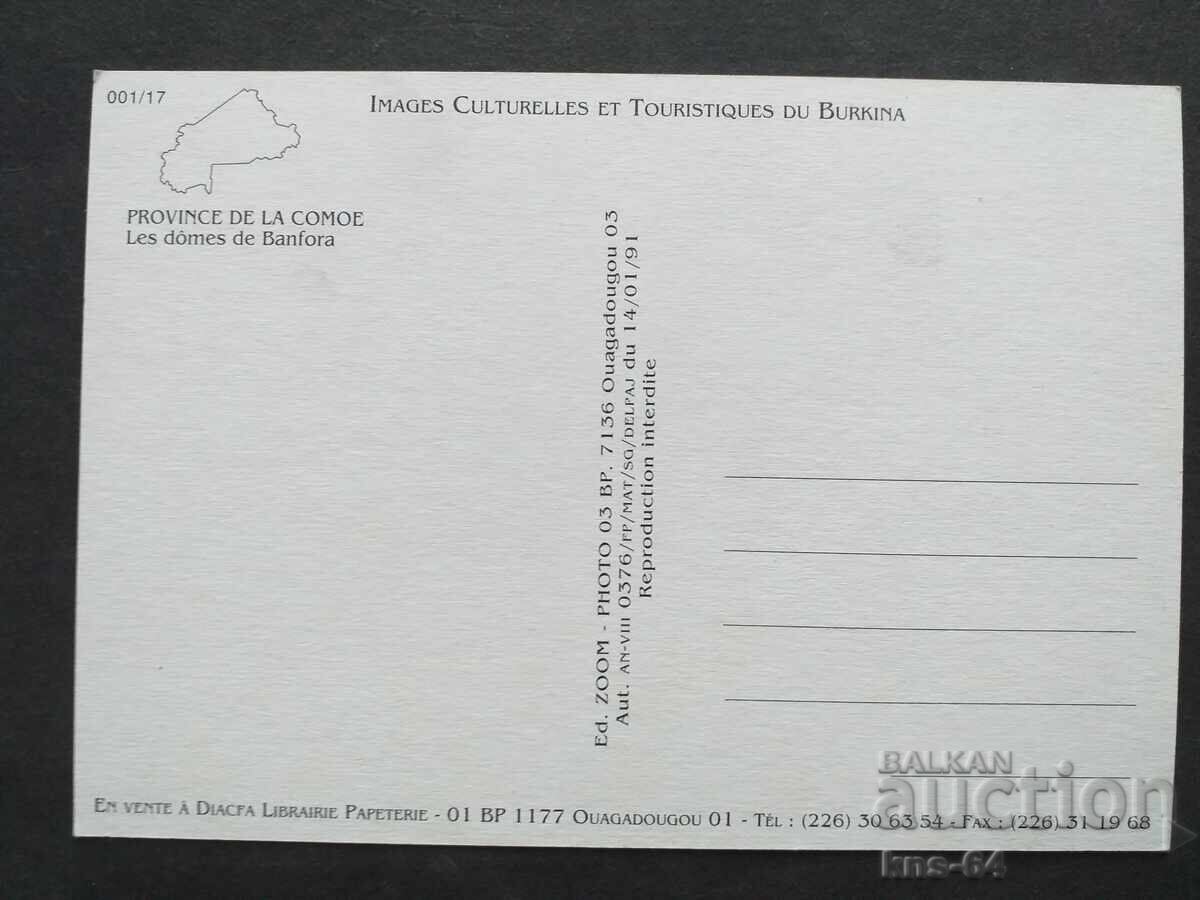 001/17
IMAGES CULTURELLES ET TOURISTIQUES DU BURKINA
PROVINCE DE LA COMOE
Les dômes de Banfora
Ed. ZOOM - PHOTO 03 BP. 7136 Ouagadougou 03
Aut. AN-VIII 0376/FP/MAT/SG/DELPAJ du 14/01/91
Reproduction interdite
EN VENTE À DIACFA LIBRAIRIE PAPETERIE - 01 BP 1177 OUAGADOUGOU 01 - TÉL : (226) 30 63 54 - FAX : (226) 31 19 68
BALKAN
auction
kns-64